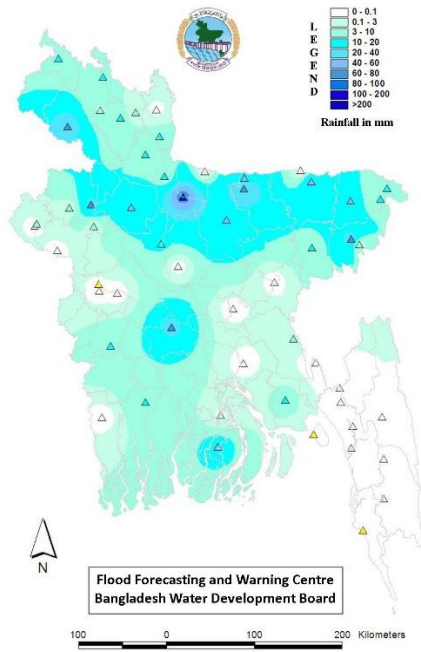 LEGEND
0 - 0.1
0.1 - 3
3 - 10
10 - 20
20 - 40
40 - 60
60 - 80
80 - 100
100 - 200
>200
Rainfall in mm
N
Flood Forecasting and Warning Centre
Bangladesh Water Development Board
100 0 100 200 Kilometers